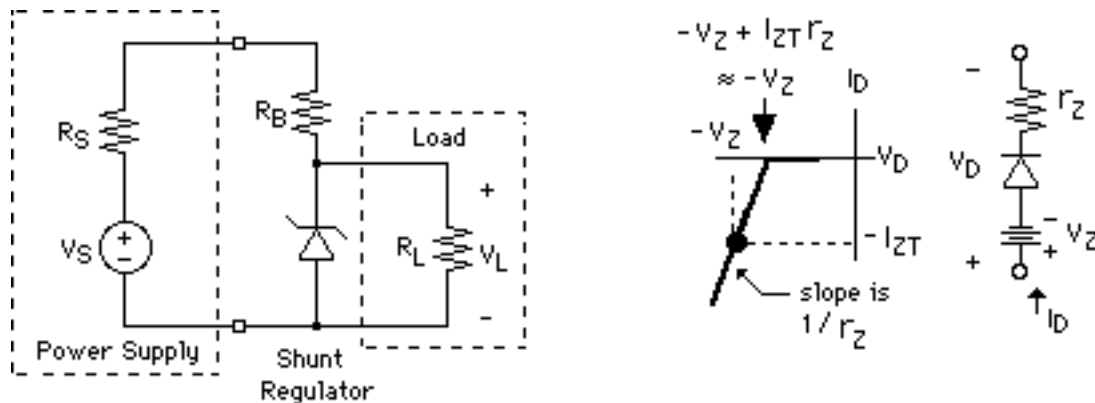 R_S
V_S
+
−
Power Supply
R_B
Shunt
Regulator
Load
R_L
+
V_L
-
-V_Z + I_ZT r_Z
≈ -V_Z
-V_Z
I_D
V_D
-I_ZT
slope is
1 / r_Z
-
r_Z
V_D
-
+
V_Z
+
I_D